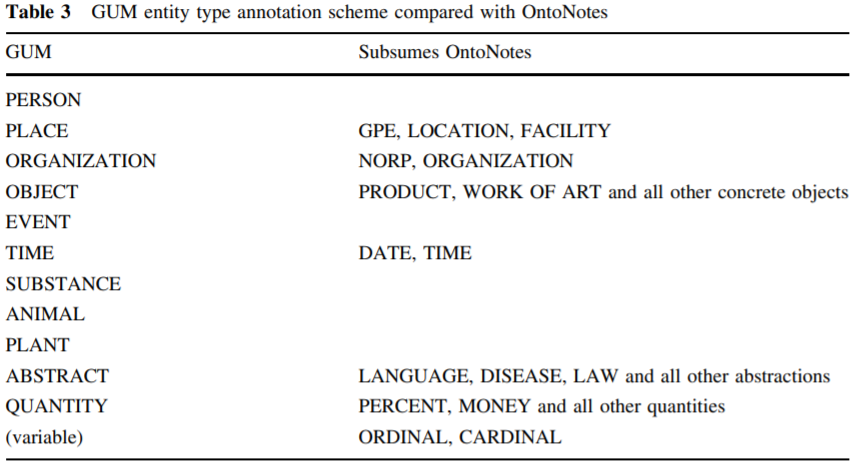 Table 3 GUM entity type annotation scheme compared with OntoNotes
GUM Subsumes OntoNotes
PERSON
PLACE GPE, LOCATION, FACILITY
ORGANIZATION NORP, ORGANIZATION
OBJECT PRODUCT, WORK OF ART and all other concrete objects
EVENT
TIME DATE, TIME
SUBSTANCE
ANIMAL
PLANT
ABSTRACT LANGUAGE, DISEASE, LAW and all other abstractions
QUANTITY PERCENT, MONEY and all other quantities
(variable) ORDINAL, CARDINAL